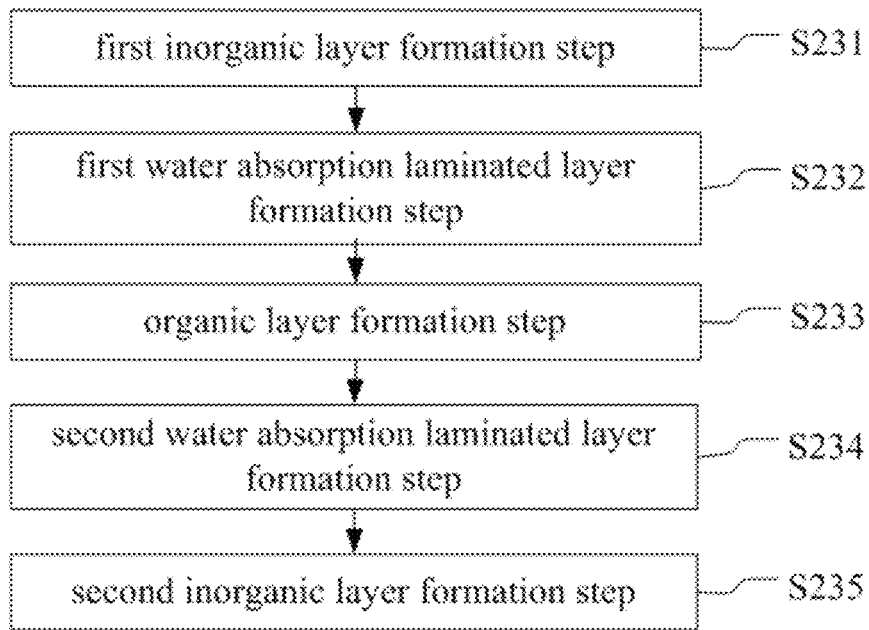 first inorganic layer formation step
S231
first water absorption laminated layer
formation step
S232
organic layer formation step
S233
second water absorption laminated layer
formation step
S234
second inorganic layer formation step
S235